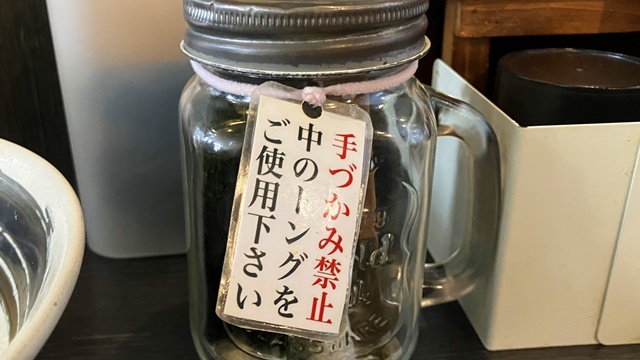 手づかみ禁止
中のトングを
ご使用下さい